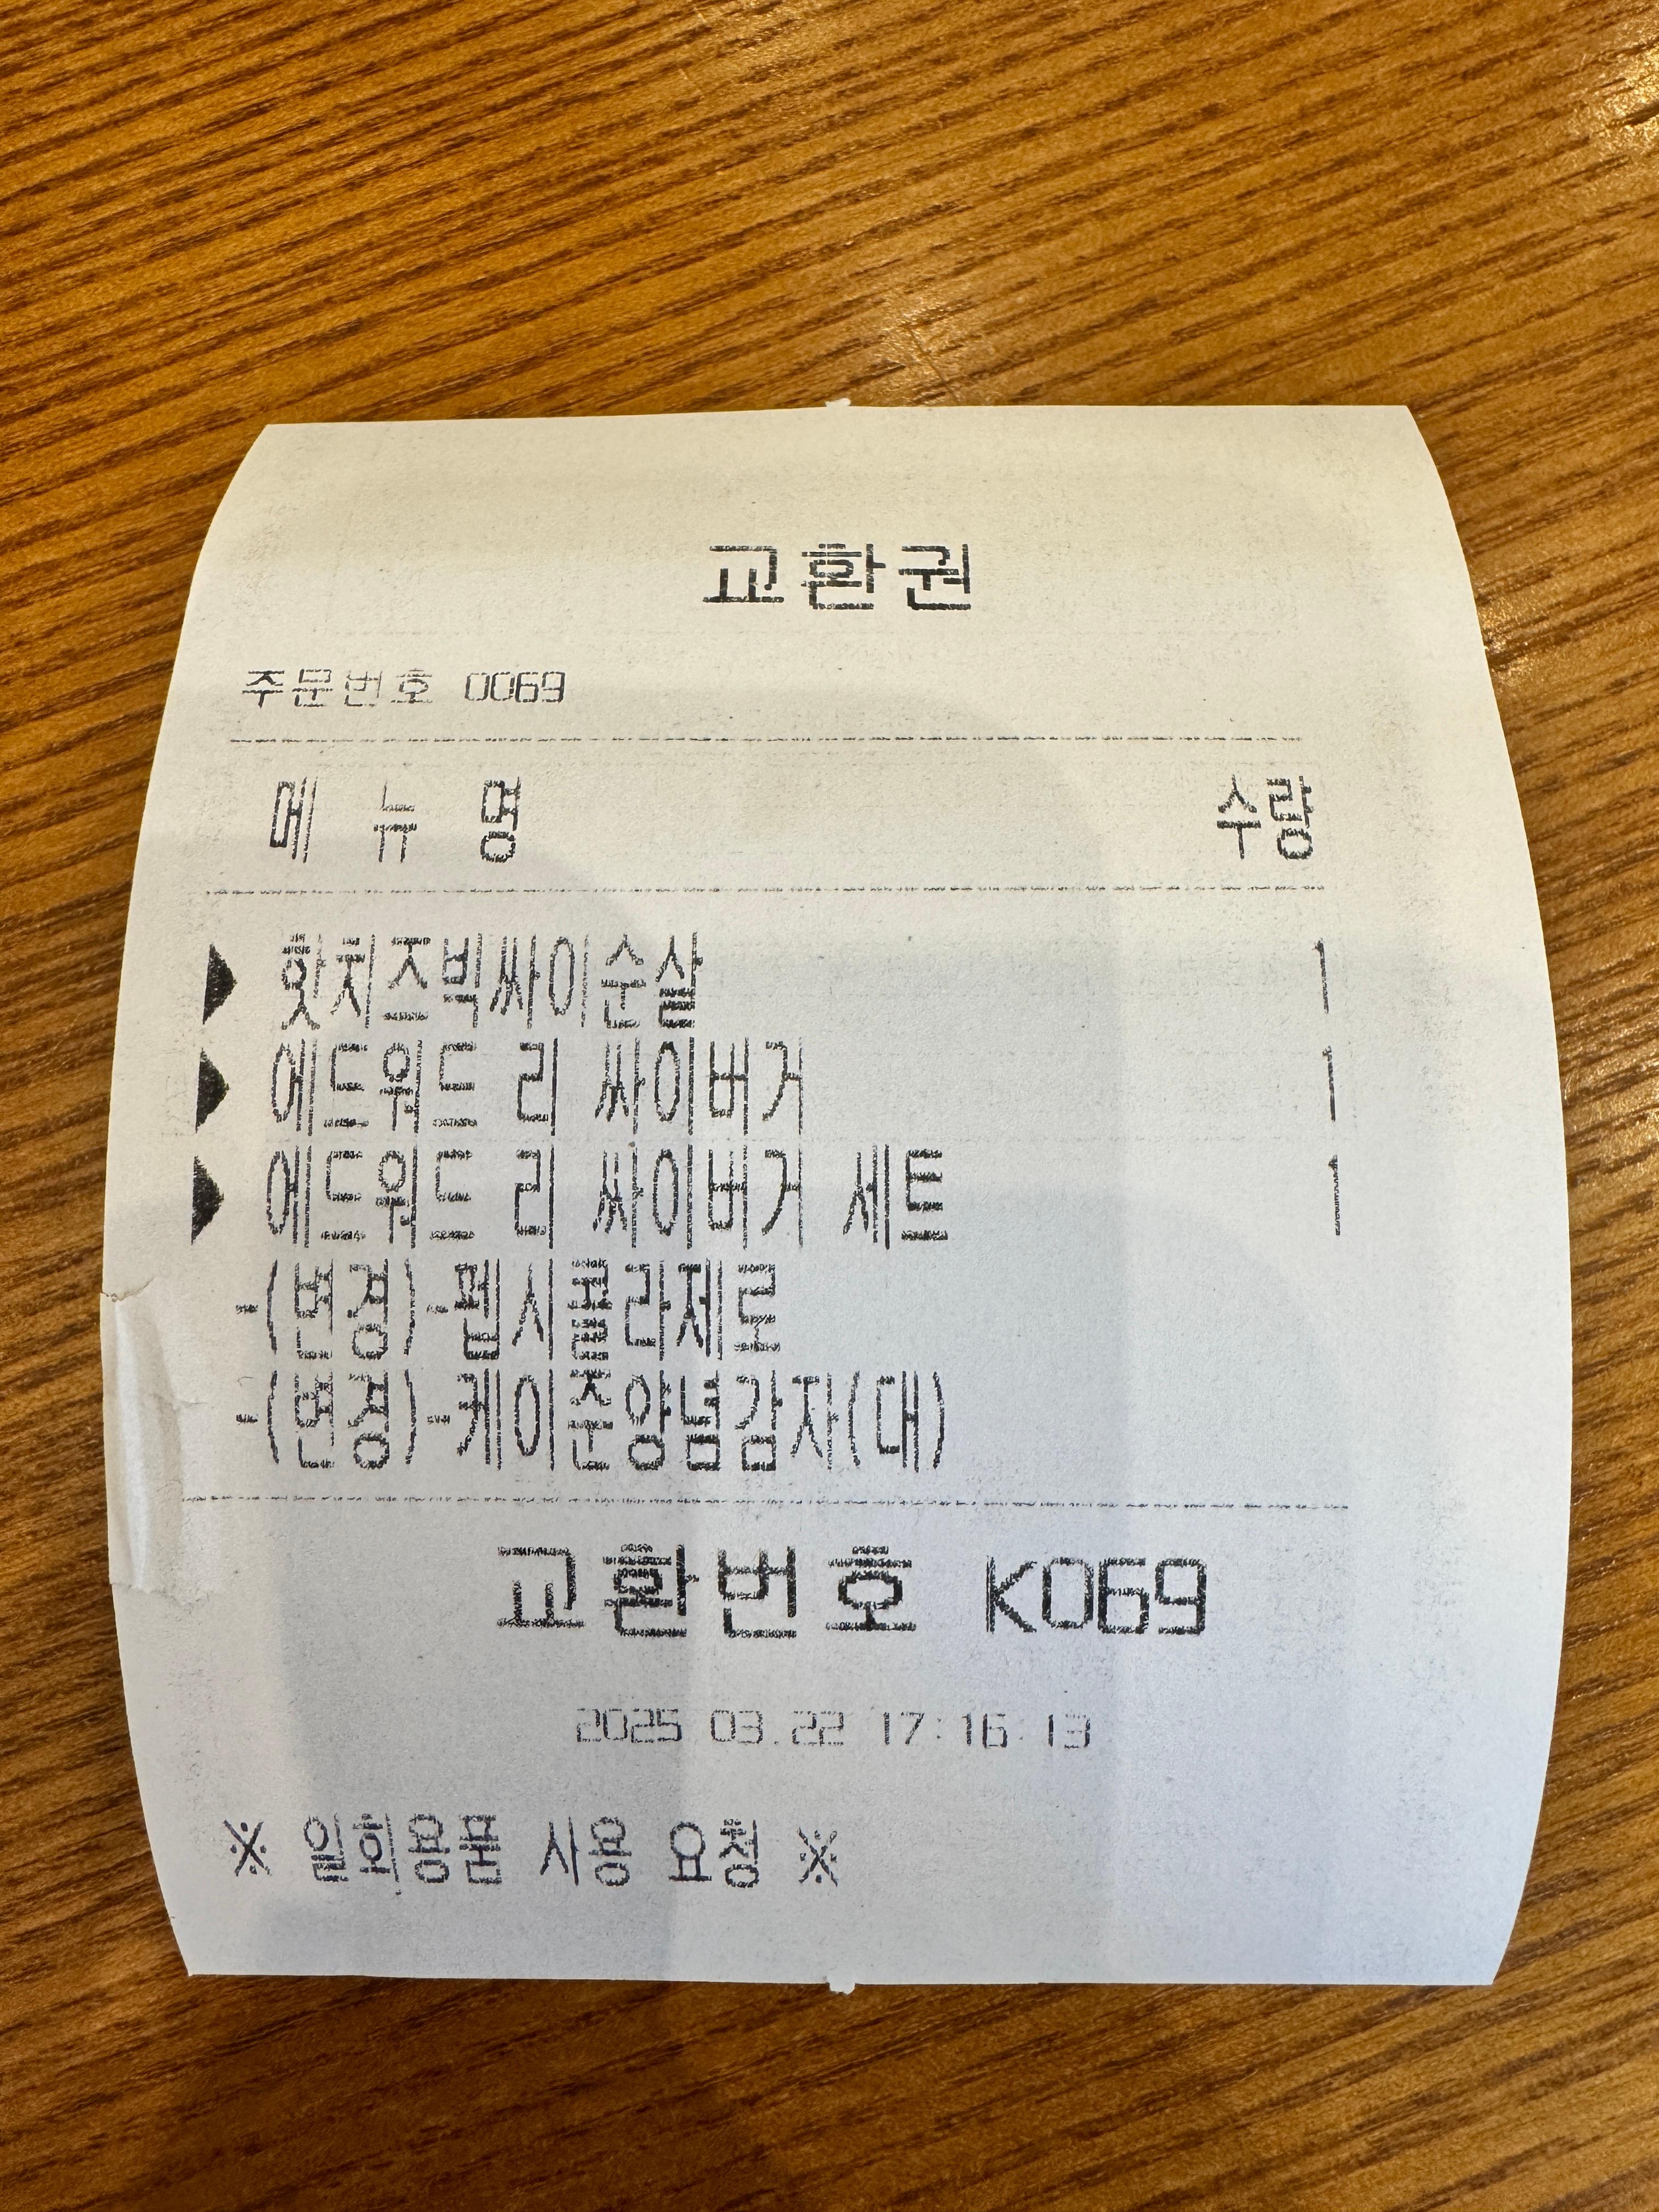 교환권
주문번호 0069
메 뉴 명 수량
▶ 핫치즈빅싸이순살 1
▶ 에드워드 리 싸이버거 1
▶ 에드워드 리 싸이버거 세트 1
-(변경)-펩시콜라제로
-(변경)-케이준양념감자(대)
교환번호 K069
2025.03.22 17:16:13
※ 일회용품 사용 요청 ※